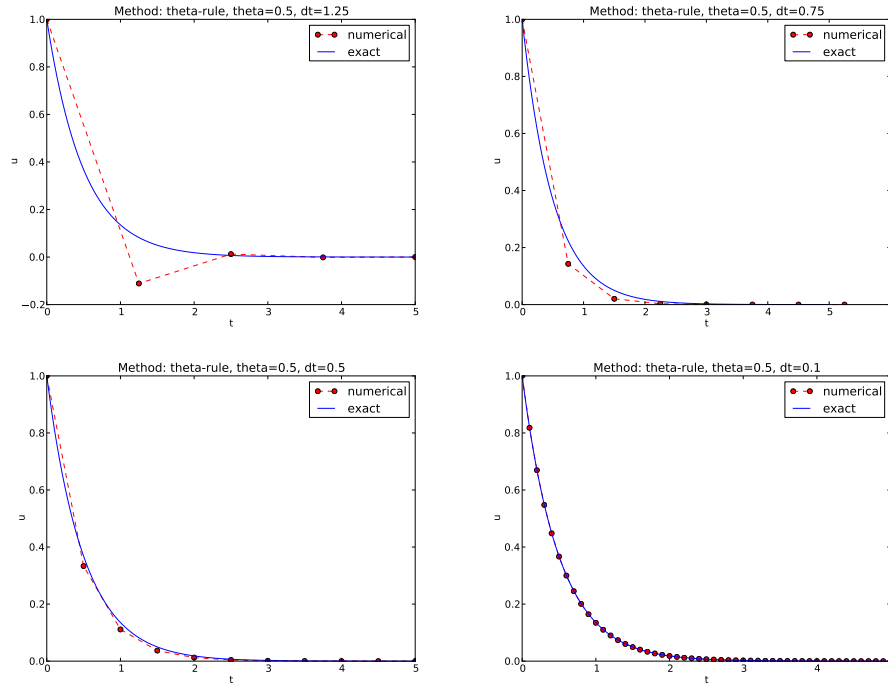 Method: theta-rule, theta=0.5, dt=1.25
1.0
0.8
0.6
0.4
0.2
0.0
−0.2
u
0
1
2
3
4
5
t
numerical
exact
Method: theta-rule, theta=0.5, dt=0.75
1.0
0.8
0.6
0.4
0.2
0.0
u
0
1
2
3
4
5
t
numerical
exact
Method: theta-rule, theta=0.5, dt=0.5
1.0
0.8
0.6
0.4
0.2
0.0
u
0
1
2
3
4
5
t
numerical
exact
Method: theta-rule, theta=0.5, dt=0.1
1.0
0.8
0.6
0.4
0.2
0.0
u
0
1
2
3
4
t
numerical
exact